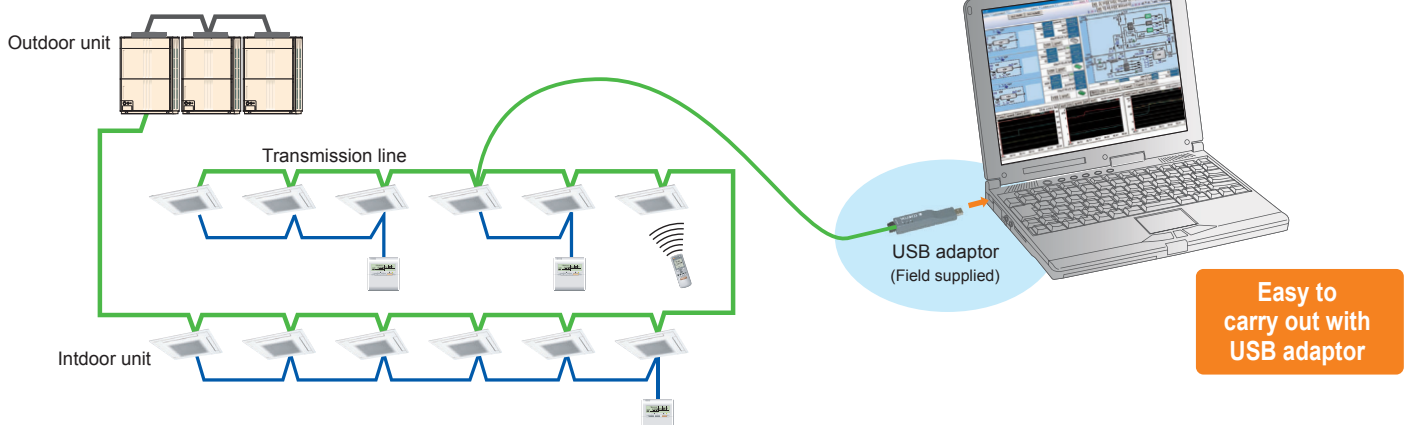 Outdoor unit
Transmission line
USB adaptor
(Field supplied)
Easy to
carry out with
USB adaptor
Intdoor unit